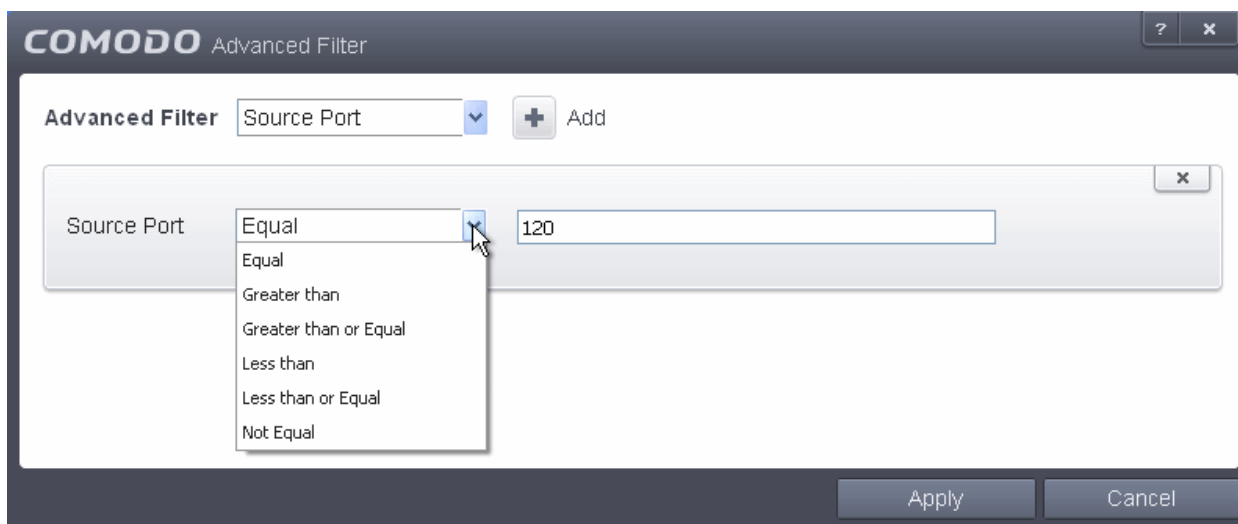 COMODO Advanced Filter ? x
Advanced Filter Source Port + Add
x
Source Port Equal 120
Equal
Greater than
Greater than or Equal
Less than
Less than or Equal
Not Equal
Apply Cancel